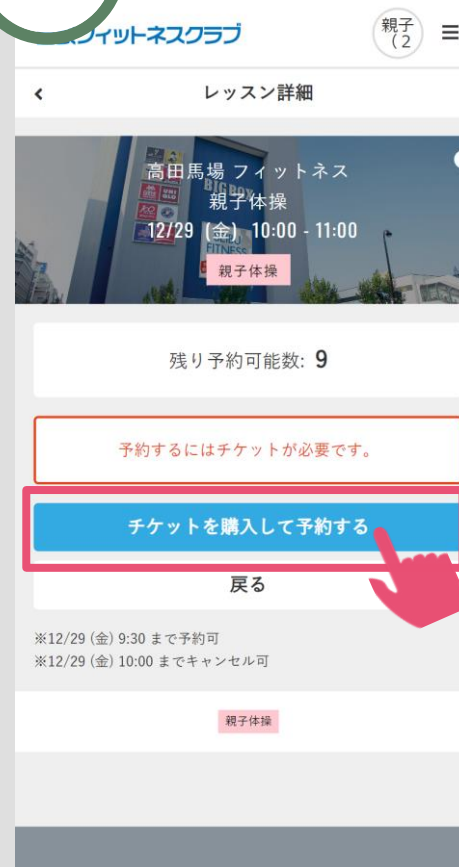 フィットネスクラブ
親子
(2
レッスン詳細
高田馬場 フィットネス
BIGBOX
親子体操
12/29 (金) 10:00 - 11:00
FITNESS
親子体操
残り予約可能数: 9
予約するにはチケットが必要です。
チケットを購入して予約する
戻る
※12/29 (金) 9:30 まで予約可
※12/29 (金) 10:00 までキャンセル可
親子体操